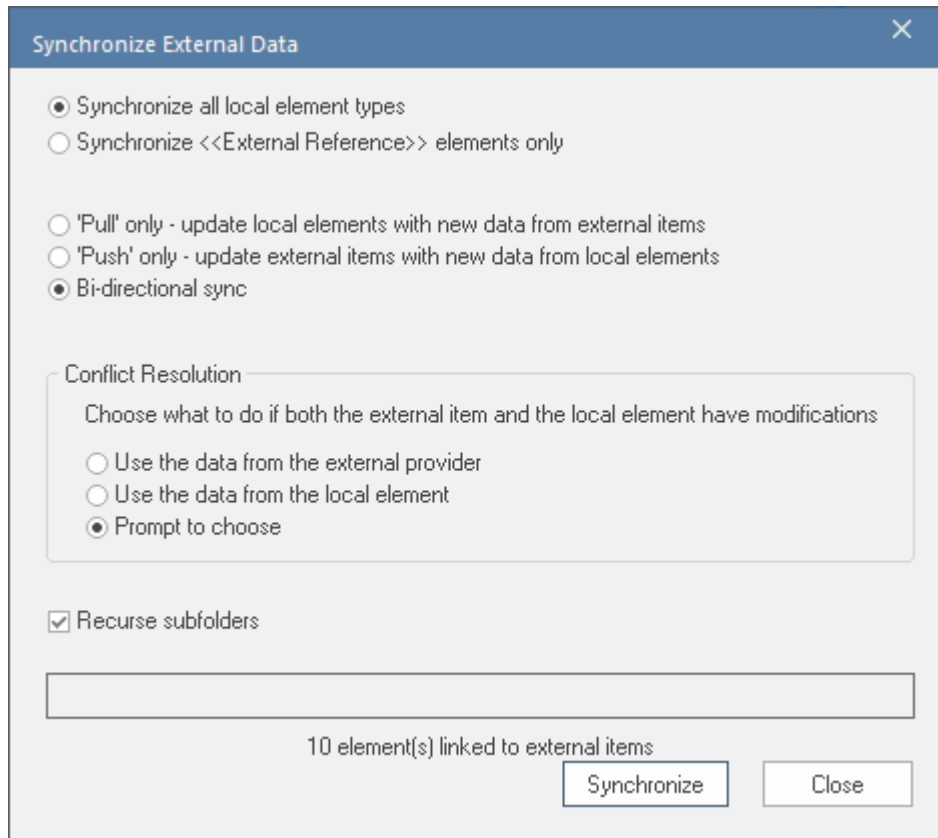 Synchronize External Data
Synchronize all local element types
Synchronize <<External Reference>> elements only
'Pull' only - update local elements with new data from external items
'Push' only - update external items with new data from local elements
Bi-directional sync
Conflict Resolution
Choose what to do if both the external item and the local element have modifications
Use the data from the external provider
Use the data from the local element
Prompt to choose
Recurse subfolders
10 element(s) linked to external items
Synchronize
Close